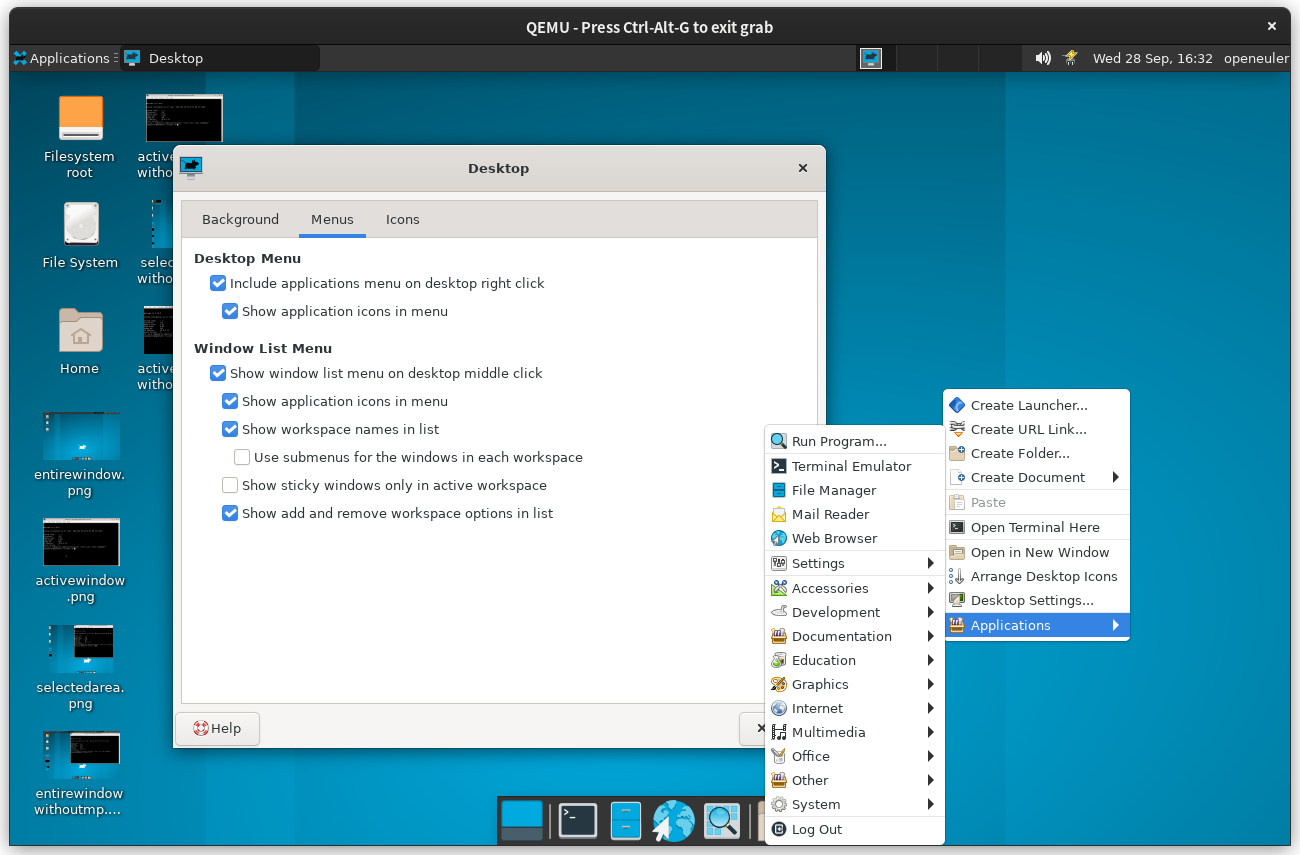 QEMU - Press Ctrl-Alt-G to exit grab
Applications
Desktop
Wed 28 Sep, 16:32
openeuler
Filesystem
root
active
witho
File System
selec
witho
Home
active
witho
entirewindow.
png
activewindow
.png
selectedarea.
png
entirewindow
withoutmp....
Desktop
Background
Menus
Icons
Desktop Menu
Include applications menu on desktop right click
Show application icons in menu
Window List Menu
Show window list menu on desktop middle click
Show application icons in menu
Show workspace names in list
Use submenus for the windows in each workspace
Show sticky windows only in active workspace
Show add and remove workspace options in list
Help
Run Program...
Terminal Emulator
File Manager
Mail Reader
Web Browser
Settings
Accessories
Development
Documentation
Education
Graphics
Internet
Multimedia
Office
Other
System
Log Out
Create Launcher...
Create URL Link...
Create Folder...
Create Document
Paste
Open Terminal Here
Open in New Window
Arrange Desktop Icons
Desktop Settings...
Applications